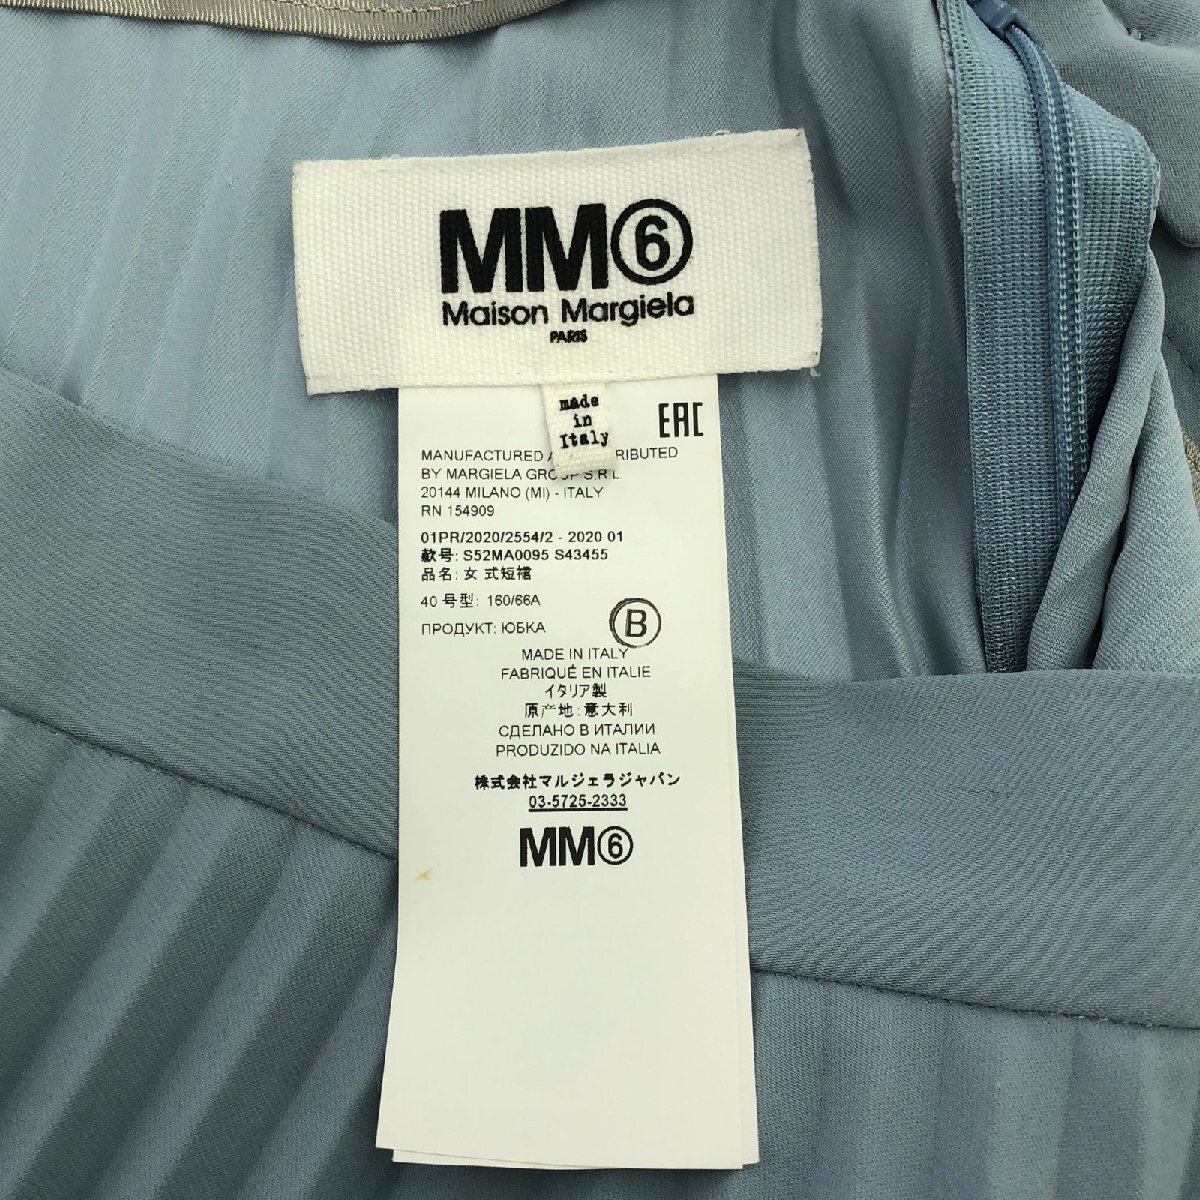 MM6
Maison Margiela
PARIS
made
in
Italy
EAC
MANUFACTURED
BY MARGIELA S.R.L
20144 MILANO (MI) - ITALY
RN 154909
01PR/2020/2554/2 - 2020 01
款号: S52MA0095 S43455
品名: 女 式短裙
40 号型: 160/66A
ПРОДУКТ: ЮБКА
B
MADE IN ITALY
FABRIQUÉ EN ITALIE
イタリア製
原产地: 意大利
СДЕЛАНО В ИТАЛИИ
PRODUZIDO NA ITALIA
株式会社マルジェラジャパン
03-5725-2333
MM6